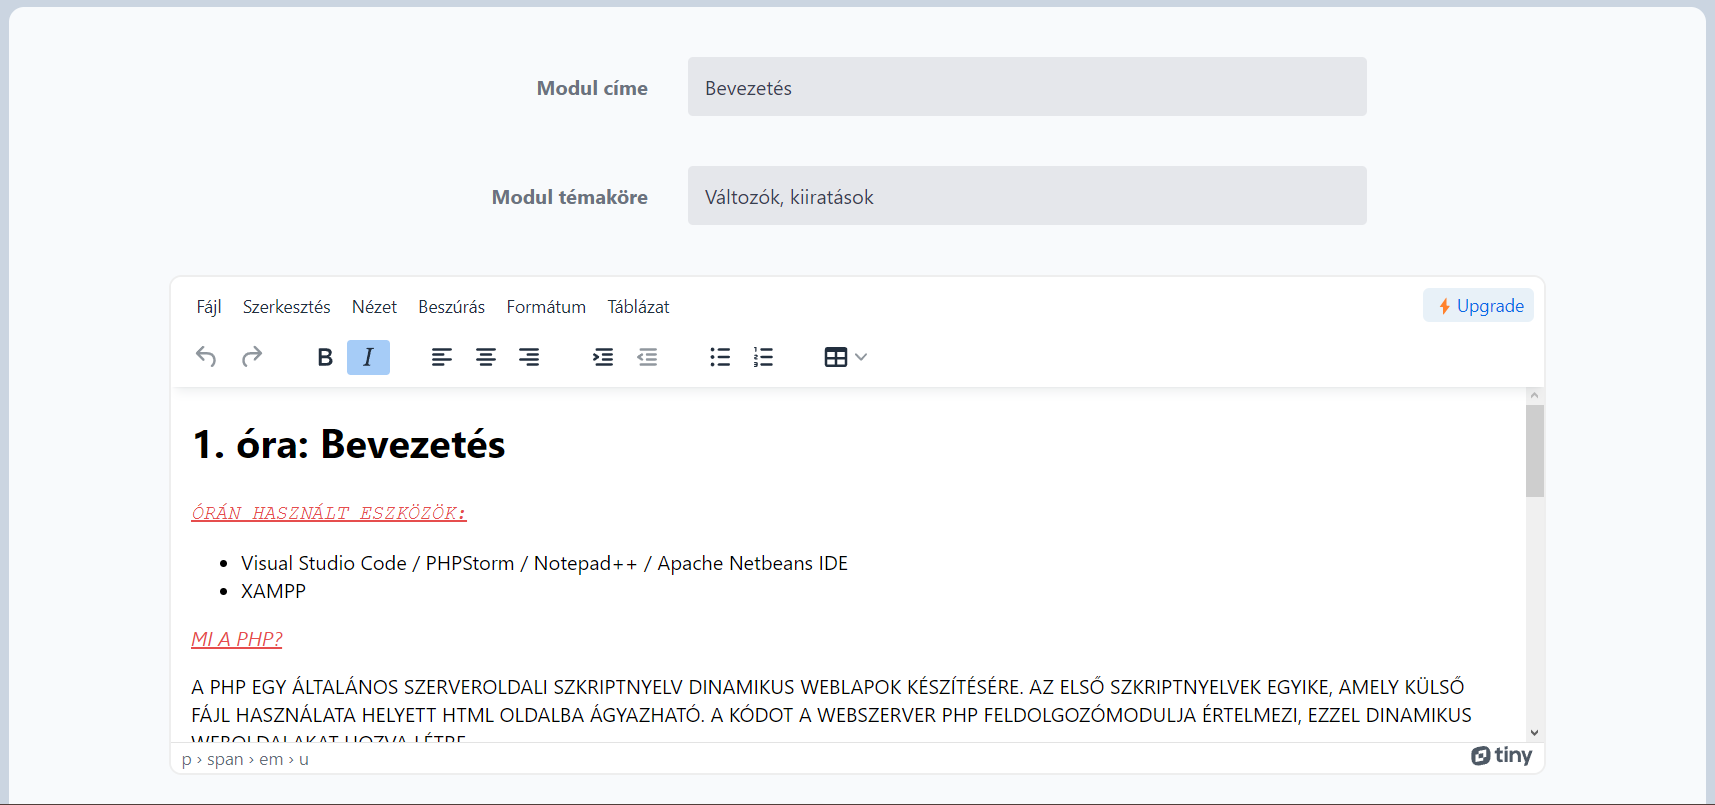 Modul címe
Bevezetés
Modul témaköre
Változók, kiiratások
Fájl Szerkesztés Nézet Beszúrás Formátum Táblázat
Upgrade
B I
1. óra: Bevezetés
ÓRÁN HASZNÁLT ESZKÖZÖK:
Visual Studio Code / PHPStorm / Notepad++ / Apache Netbeans IDE
XAMPP
MI A PHP?
A PHP EGY ÁLTALÁNOS SZERVEROLDALI SZKRIPTNYELV DINAMIKUS WEBLAPOK KÉSZÍTÉSÉRE. AZ ELSŐ SZKRIPTNYELVEK EGYIKE, AMELY KÜLSŐ
FÁJL HASZNÁLATA HELYETT HTML OLDALBA ÁGYAZHATÓ. A KÓDOT A WEBSZERVER PHP FELDOLGOZÓMODULJA ÉRTELMEZI, EZZEL DINAMIKUS
WEBOLDALAKAT HOZVA LÉTRE.
p › span › em › u
tiny